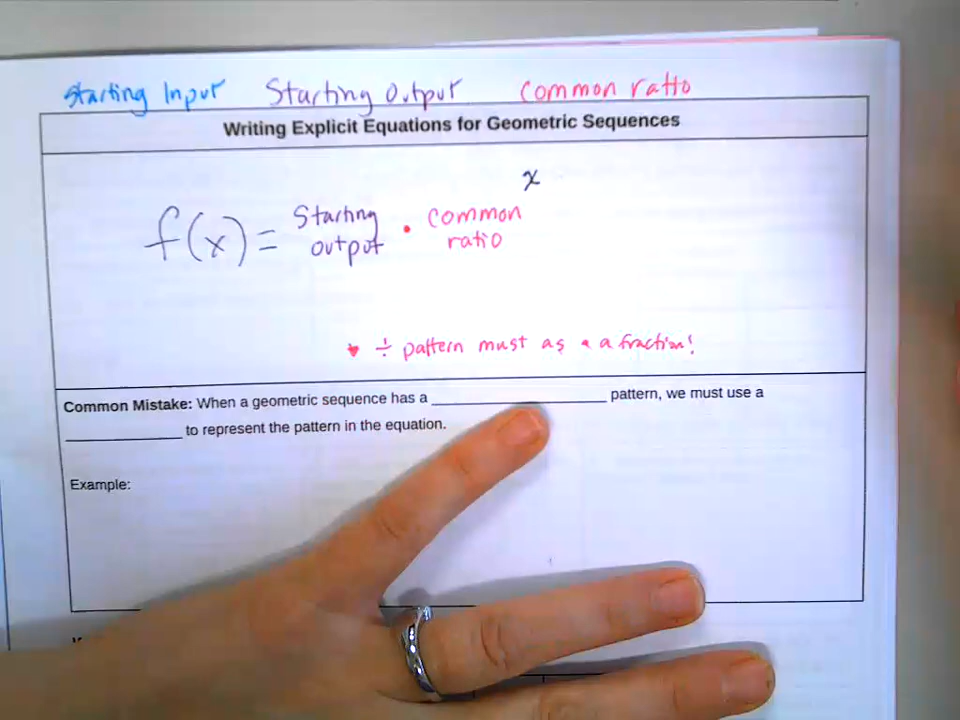 Starting Input Starting Output Common ratio
Writing Explicit Equations for Geometric Sequences
x
f(x) = Starting output • common ratio
♥ ÷ pattern must as a a fraction!
Common Mistake: When a geometric sequence has a ____________ pattern, we must use a
____________ to represent the pattern in the equation.
Example: